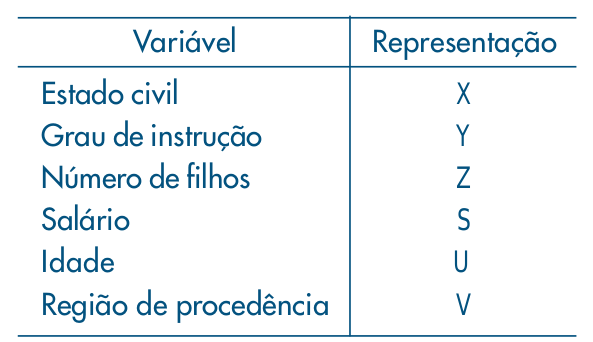 Variável Representação
Estado civil X
Grau de instrução Y
Número de filhos Z
Salário S
Idade U
Região de procedência V